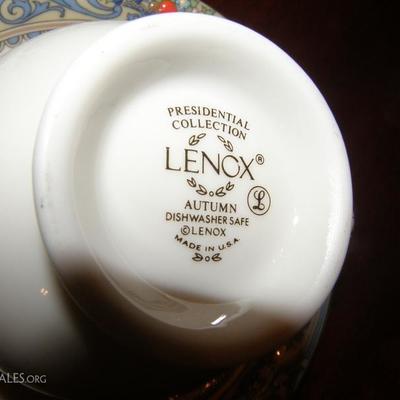 PRESIDENTIAL
COLLECTION
LENOX®
AUTUMN
DISHWASHER SAFE
©LENOX
MADE IN U.S.A.
L
ALES.ORG